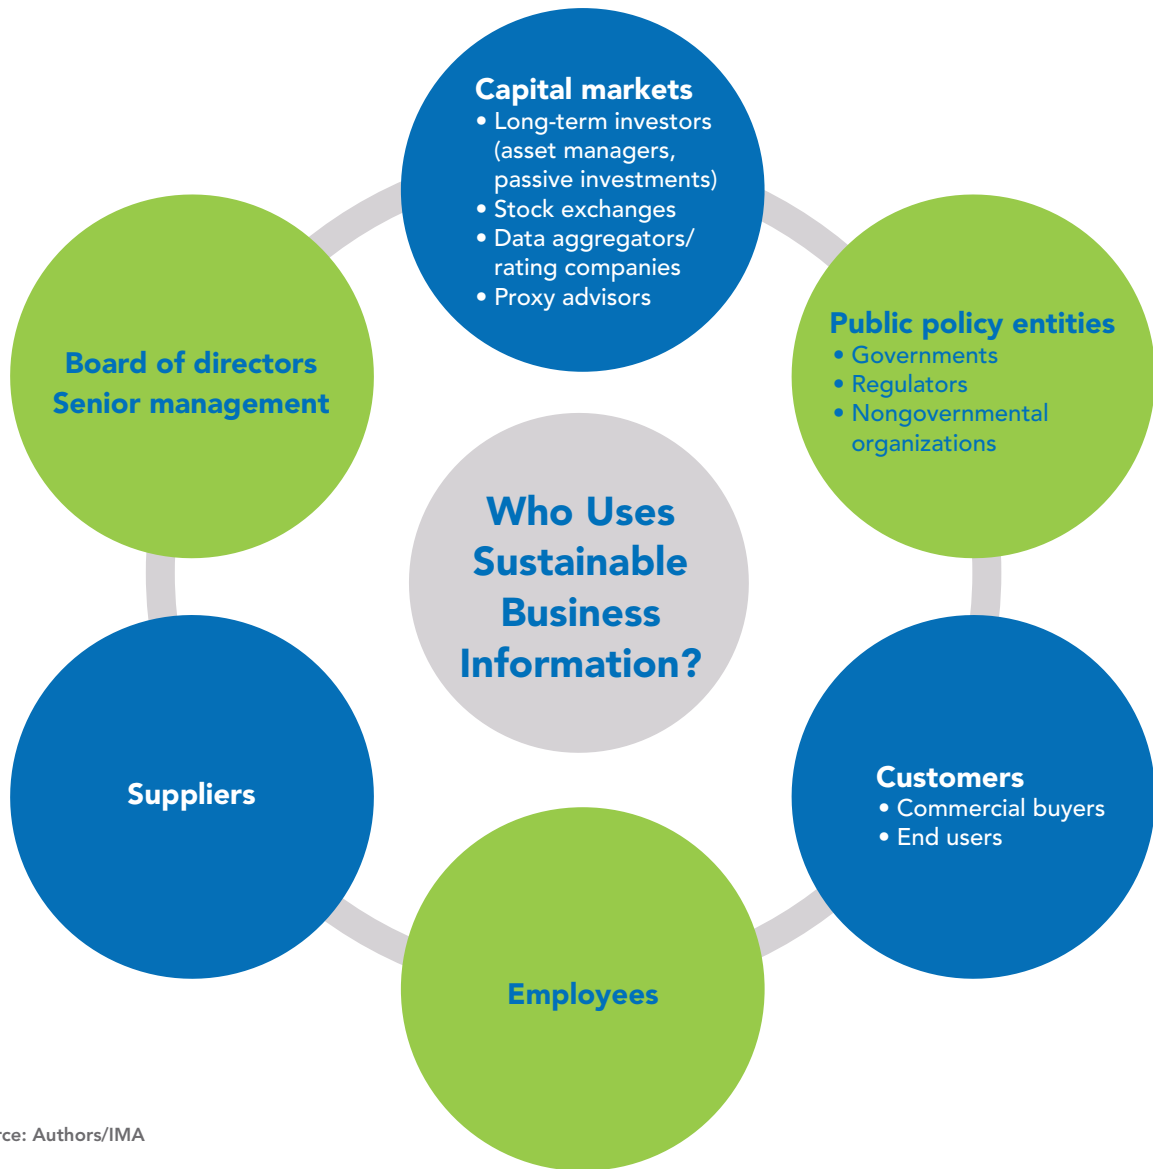 Capital markets
• Long-term investors
(asset managers,
passive investments)
• Stock exchanges
• Data aggregators/
rating companies
• Proxy advisors
Public policy entities
• Governments
• Regulators
• Nongovernmental
organizations
Board of directors
Senior management
Who Uses
Sustainable
Business
Information?
Suppliers
Customers
• Commercial buyers
• End users
Employees
rce: Authors/IMA